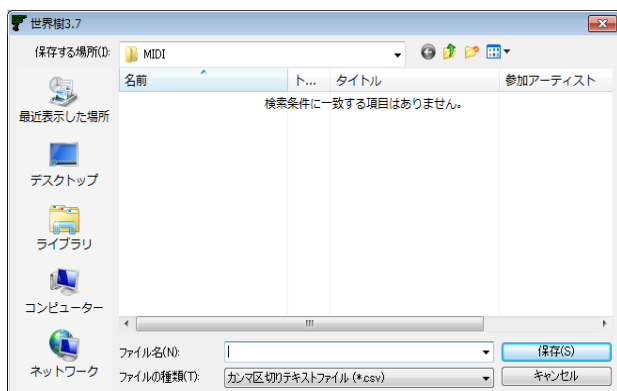 世界樹3.7
保存する場所(I):
MIDI
名前
ト...
タイトル
参加アーティスト
検索条件に一致する項目はありません。
最近表示した場所
デスクトップ
ライブラリ
コンピューター
ネットワーク
ファイル名(N):
保存(S)
ファイルの種類(T):
カンマ区切りテキストファイル (*.csv)
キャンセル